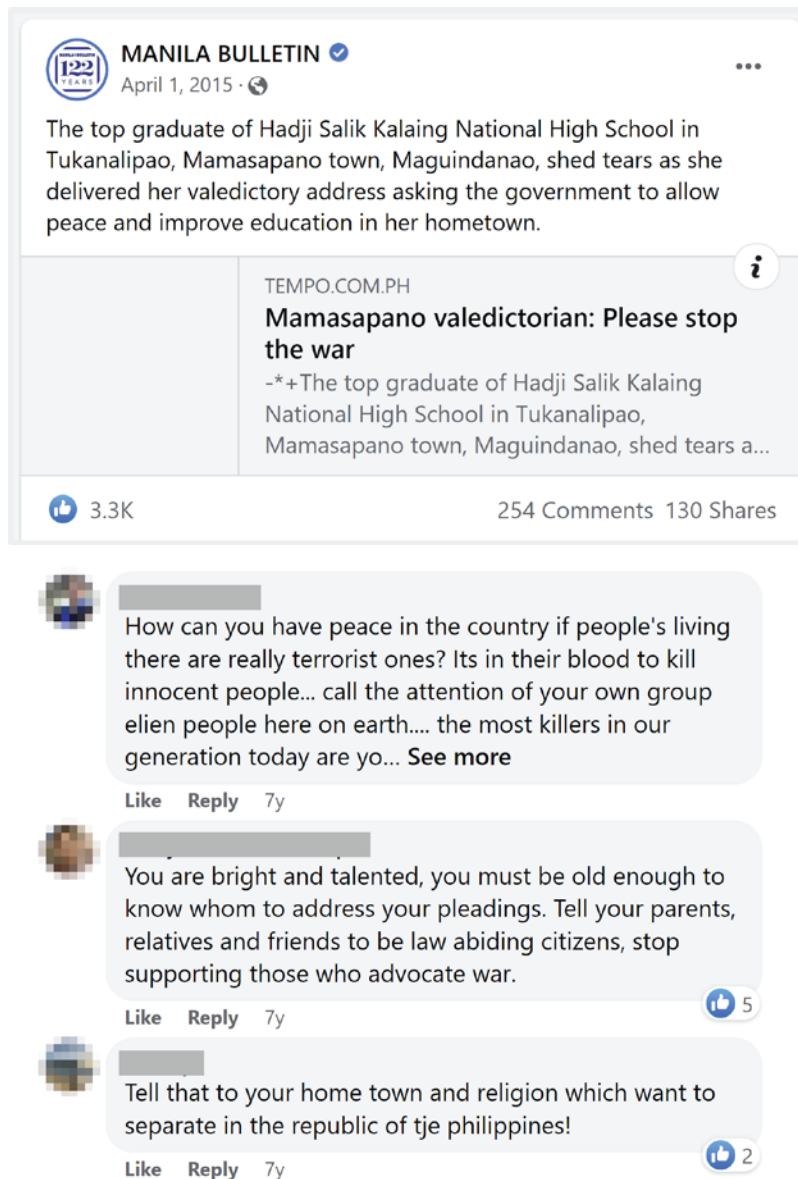 MANILA BULLETIN
122
YEARS
April 1, 2015 ·
The top graduate of Hadji Salik Kalaing National High School in
Tukanalipao, Mamasapano town, Maguindanao, shed tears as she
delivered her valedictory address asking the government to allow
peace and improve education in her hometown.
TEMPO.COM.PH
Mamasapano valedictorian: Please stop
the war
-*+The top graduate of Hadji Salik Kalaing
National High School in Tukanalipao,
Mamasapano town, Maguindanao, shed tears a...
3.3K
254 Comments 130 Shares
How can you have peace in the country if people's living
there are really terrorist ones? Its in their blood to kill
innocent people... call the attention of your own group
elien people here on earth.... the most killers in our
generation today are yo... See more
Like Reply 7y
You are bright and talented, you must be old enough to
know whom to address your pleadings. Tell your parents,
relatives and friends to be law abiding citizens, stop
supporting those who advocate war.
5
Like Reply 7y
Tell that to your home town and religion which want to
separate in the republic of tje philippines!
2
Like Reply 7y